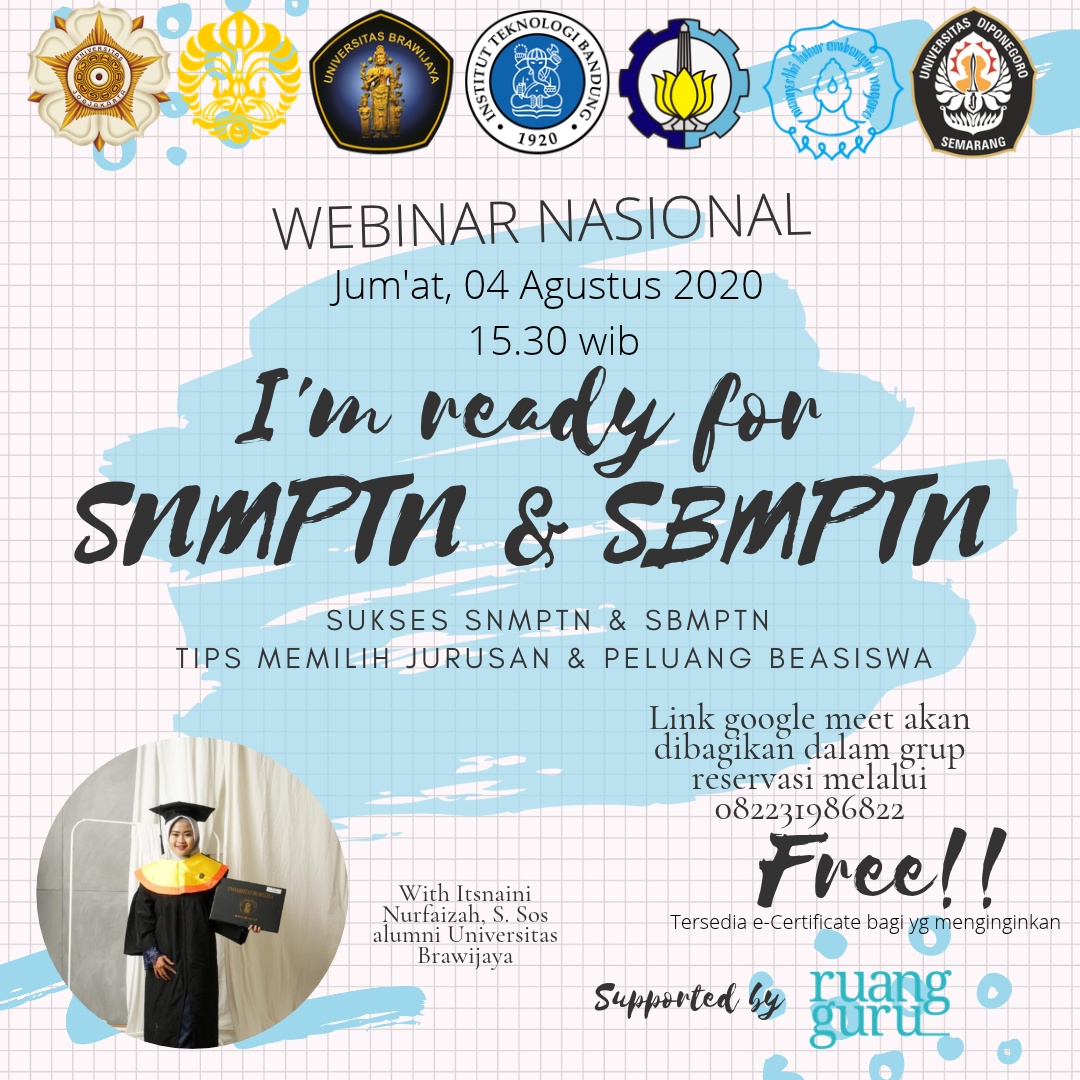 UNIVERSITAS BRAWIJAYA
INSTITUT TEKNOLOGI BANDUNG
1920
UNIVERSITAS DIPONEGORO
SEMARANG
WEBINAR NASIONAL
Jum'at, 04 Agustus 2020
15.30 wib
I'm ready for
SNMPTN & SBMPTN
SUKSES SNMPTN & SBMPTN
TIPS MEMILIH JURUSAN & PELUANG BEASISWA
Link google meet akan
dibagikan dalam grup
reservasi melalui
082231986822
Free!!
Tersedia e-Certificate bagi yg menginginkan
With Itsnaini
Nurfaizah, S. Sos
alumni Universitas
Brawijaya
Supported by
ruang
guru